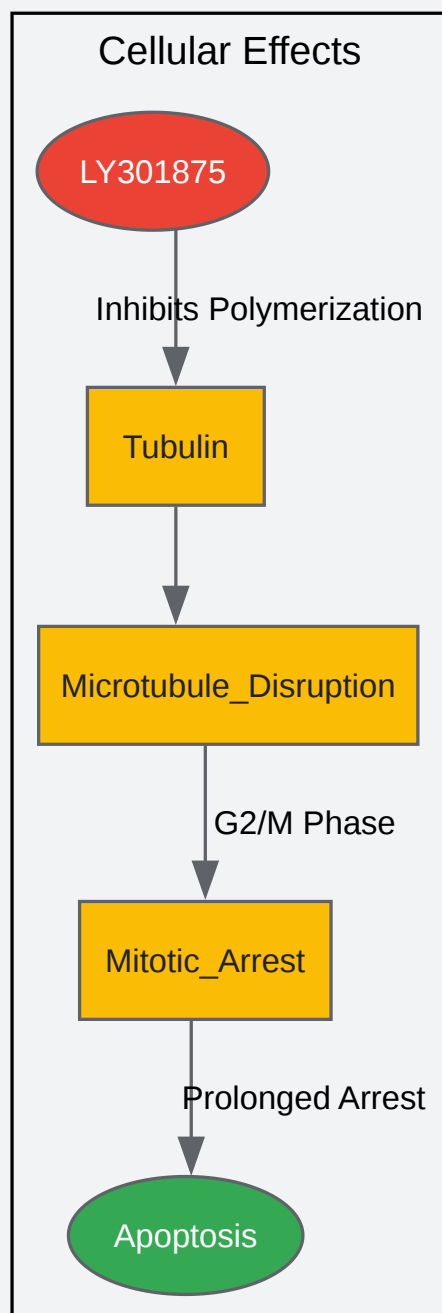 Cellular Effects
LY301875
Inhibits Polymerization
Tubulin
Microtubule_Disruption
G2/M Phase
Mitotic_Arrest
Prolonged Arrest
Apoptosis